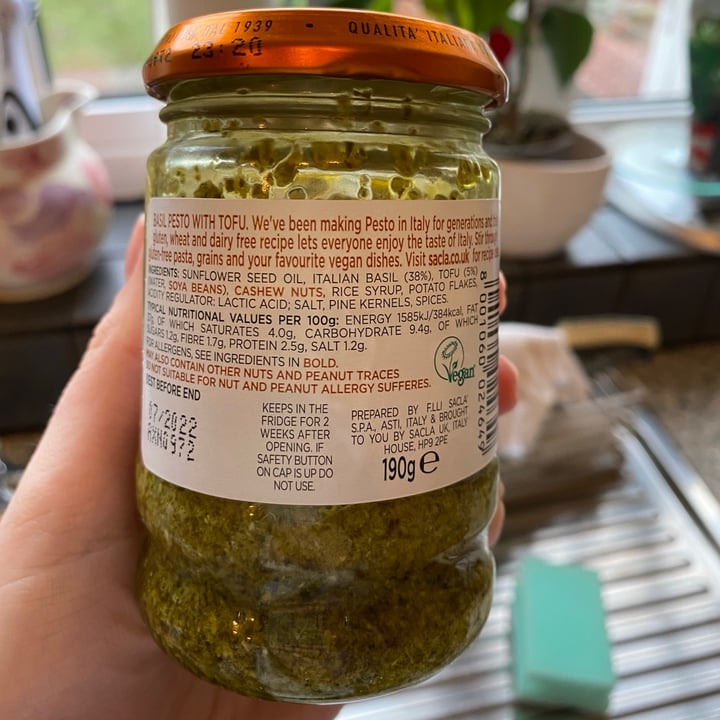 DAL 1939 • QUALITA' ITALIANA
23:20
BASIL PESTO WITH TOFU. We've been making Pesto in Italy for generations and
gluten, wheat and dairy free recipe lets everyone enjoy the taste of Italy. Stir
gluten-free pasta, grains and your favourite vegan dishes. Visit sacla.co.uk for
INGREDIENTS: SUNFLOWER SEED OIL, ITALIAN BASIL (38%), TOFU (5%)
(WATER, SOYA BEANS), CASHEW NUTS, RICE SYRUP, POTATO FLAKES,
ACIDITY REGULATOR: LACTIC ACID; SALT, PINE KERNELS, SPICES.
TYPICAL NUTRITIONAL VALUES PER 100g: ENERGY 1585KJ/384kcal, FAT
OF WHICH SATURATES 4.0g, CARBOHYDRATE 9.4g, OF WHICH
SUGARS 1.2g, FIBRE 1.7g, PROTEIN 2.5g, SALT 1.2g.
FOR ALLERGENS, SEE INGREDIENTS IN BOLD.
MAY ALSO CONTAIN OTHER NUTS AND PEANUT TRACES
DO NOT SUITABLE FOR NUT AND PEANUT ALLERGY SUFFERES.
BEST BEFORE END
07/2022
KEEPS IN THE
FRIDGE FOR 2
WEEKS AFTER
OPENING. IF
SAFETY BUTTON
ON CAP IS UP DO
NOT USE.
PREPARED BY F.LLI SACLA'
S.P.A., ASTI, ITALY & BROUGHT
TO YOU BY SACLA UK, ITALY
HOUSE, HP9 2PE
190g e
Vegan
8 001060 024649